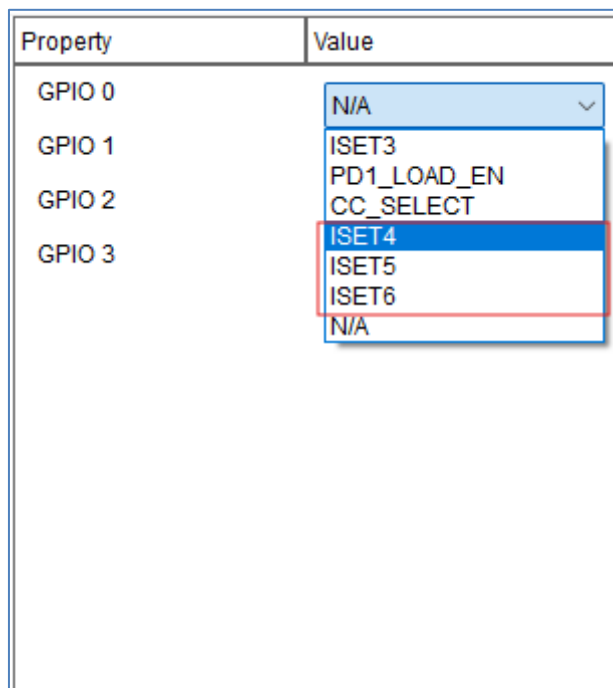 Property Value
GPIO 0
N/A
GPIO 1
ISET3
PD1_LOAD_EN
GPIO 2
CC_SELECT
ISET4
GPIO 3
ISET5
ISET6
N/A